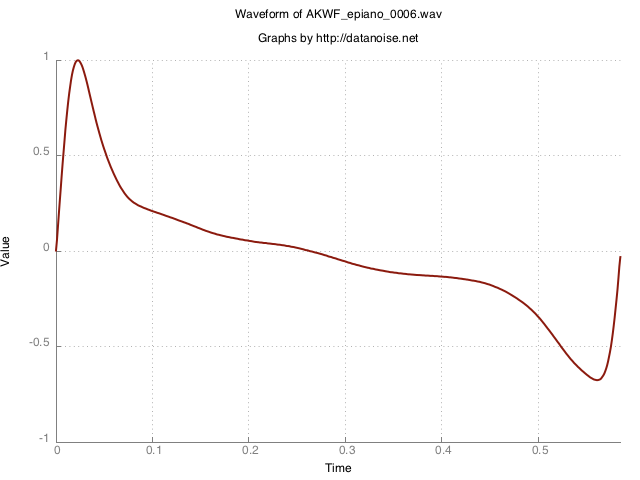 Waveform of AKWF_epiano_0006.wav
Graphs by http://datanoise.net
1
0.5
0
-0.5
-1
Value
0 0.1 0.2 0.3 0.4 0.5
Time